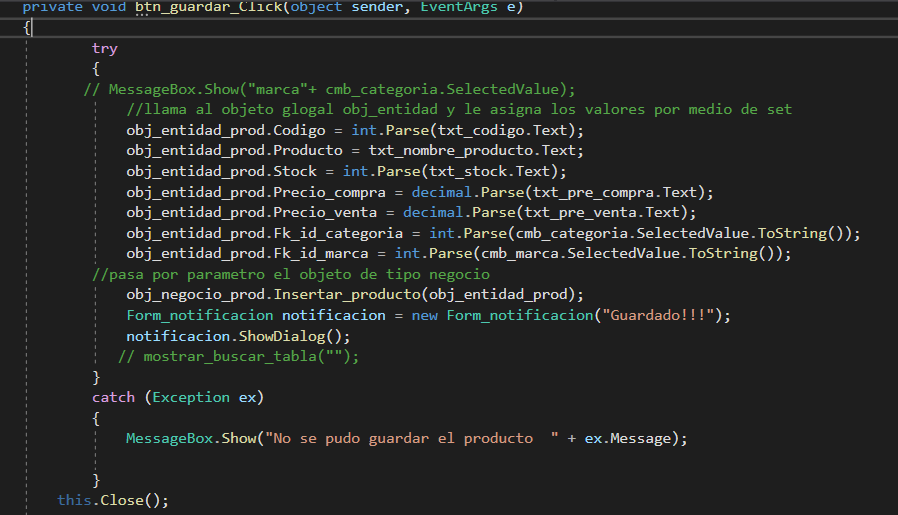 private void btn_guardar_Click(object sender, EventArgs e)
{
try
{
// MessageBox.Show("marca"+ cmb_categoria.SelectedValue);
//llama al objeto glogal obj_entidad y le asigna los valores por medio de set
obj_entidad_prod.Codigo = int.Parse(txt_codigo.Text);
obj_entidad_prod.Producto = txt_nombre_producto.Text;
obj_entidad_prod.Stock = int.Parse(txt_stock.Text);
obj_entidad_prod.Precio_compra = decimal.Parse(txt_pre_compra.Text);
obj_entidad_prod.Precio_venta = decimal.Parse(txt_pre_venta.Text);
obj_entidad_prod.Fk_id_categoria = int.Parse(cmb_categoria.SelectedValue.ToString());
obj_entidad_prod.Fk_id_marca = int.Parse(cmb_marca.SelectedValue.ToString());
//pasa por parametro el objeto de tipo negocio
obj_negocio_prod.Insertar_producto(obj_entidad_prod);
Form_notificacion notificacion = new Form_notificacion("Guardado!!!");
notificacion.ShowDialog();
// mostrar_buscar_tabla("");
}
catch (Exception ex)
{
MessageBox.Show("No se pudo guardar el producto  " + ex.Message);
}
this.Close();